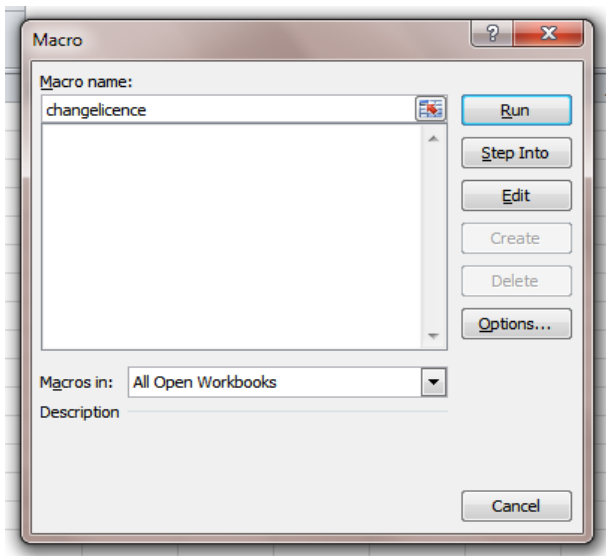 Macro
Macro name:
changelicence
Run
Step Into
Edit
Create
Delete
Options...
Macros in: All Open Workbooks
Description
Cancel